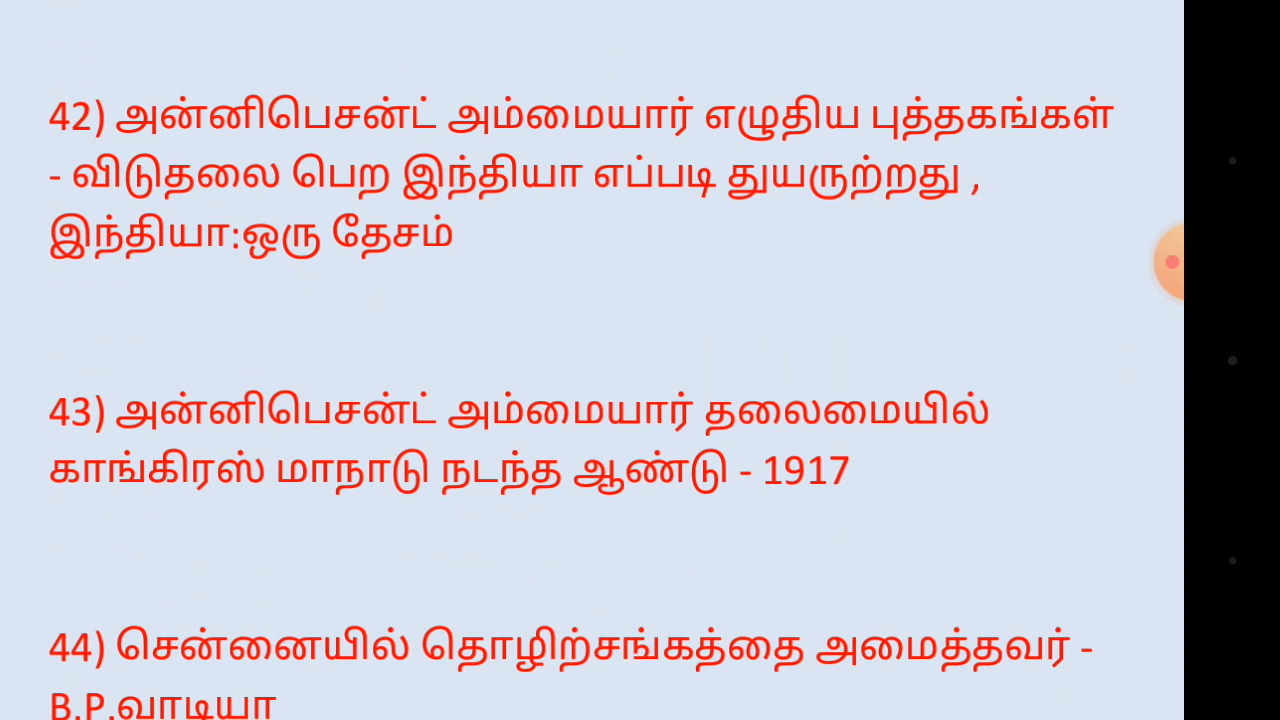 42) அன்னிபெசன்ட் அம்மையார் எழுதிய புத்தகங்கள்
- விடுதலை பெற இந்தியா எப்படி துயருற்றது ,
இந்தியா:ஒரு தேசம்
43) அன்னிபெசன்ட் அம்மையார் தலைமையில்
காங்கிரஸ் மாநாடு நடந்த ஆண்டு - 1917
44) சென்னையில் தொழிற்சங்கத்தை அமைத்தவர் -
B.P.வாடியா